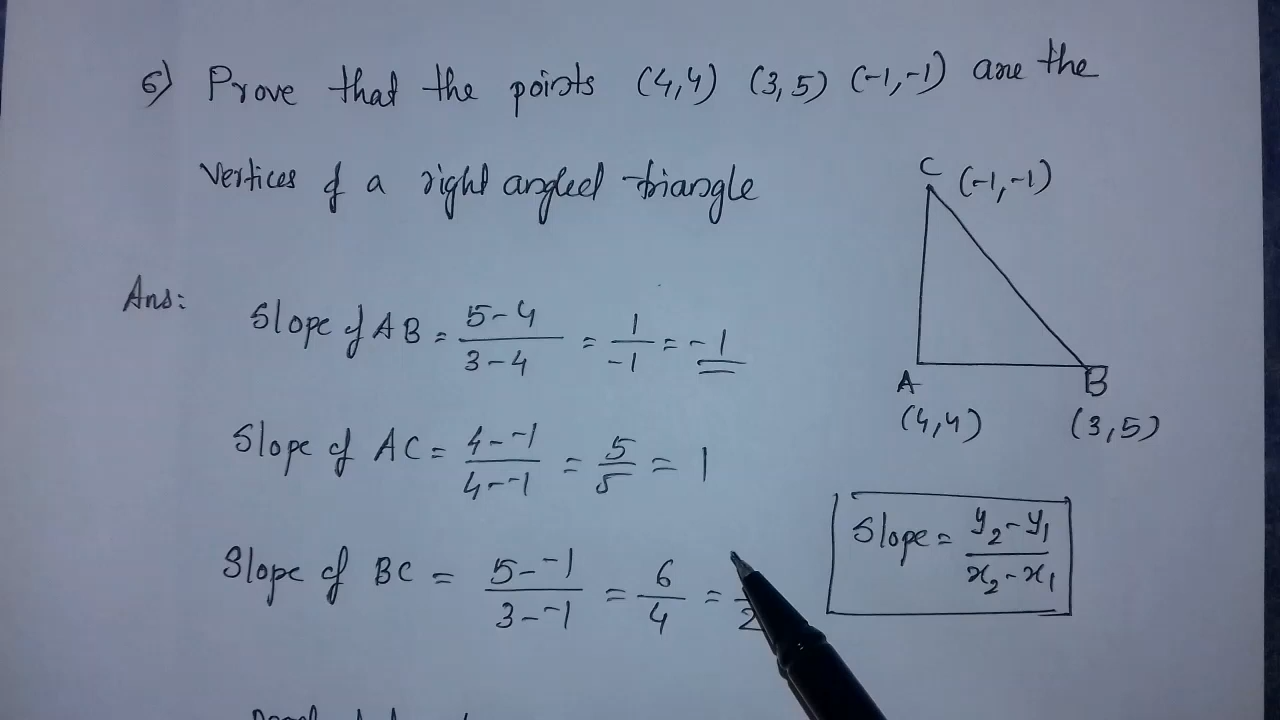 6) Prove that the points (4,4) (3,5) (-1,-1) are the
vertices of a right angled triangle
C (-1,-1)
Ans:
Slope of AB = 5-4 / 3-4 = 1 / -1 = -1
A B
(4,4) (3,5)
Slope of AC = 4--1 / 4--1 = 5 / 5 = 1
Slope = y₂-y₁ / x₂-x₁
Slope of BC = 5--1 / 3--1 = 6 / 4 = / 2